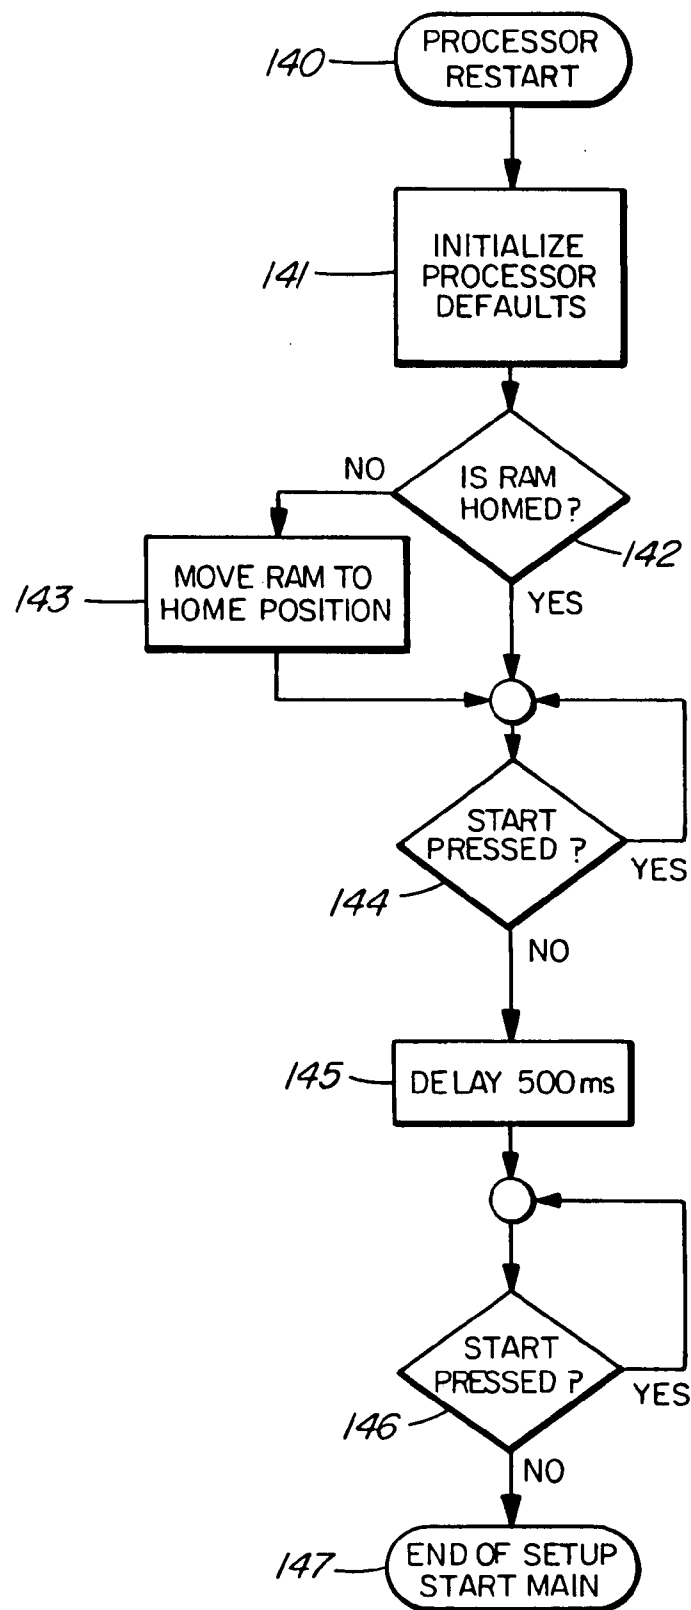 140
PROCESSOR
RESTART
141
INITIALIZE
PROCESSOR
DEFAULTS
NO
IS RAM
HOMED?
142
143
MOVE RAM TO
HOME POSITION
YES
START
PRESSED ?
YES
144
NO
145
DELAY 500ms
START
PRESSED ?
YES
146
NO
147
END OF SETUP
START MAIN